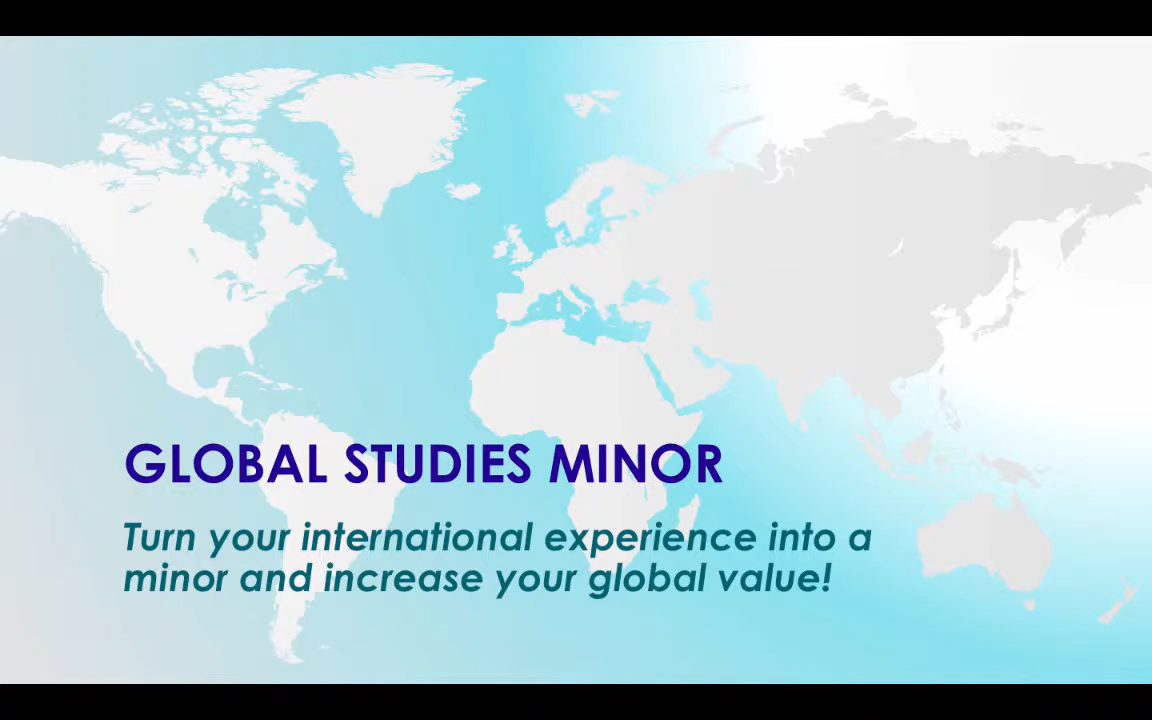 GLOBAL STUDIES MINOR
Turn your international experience into a
minor and increase your global value!